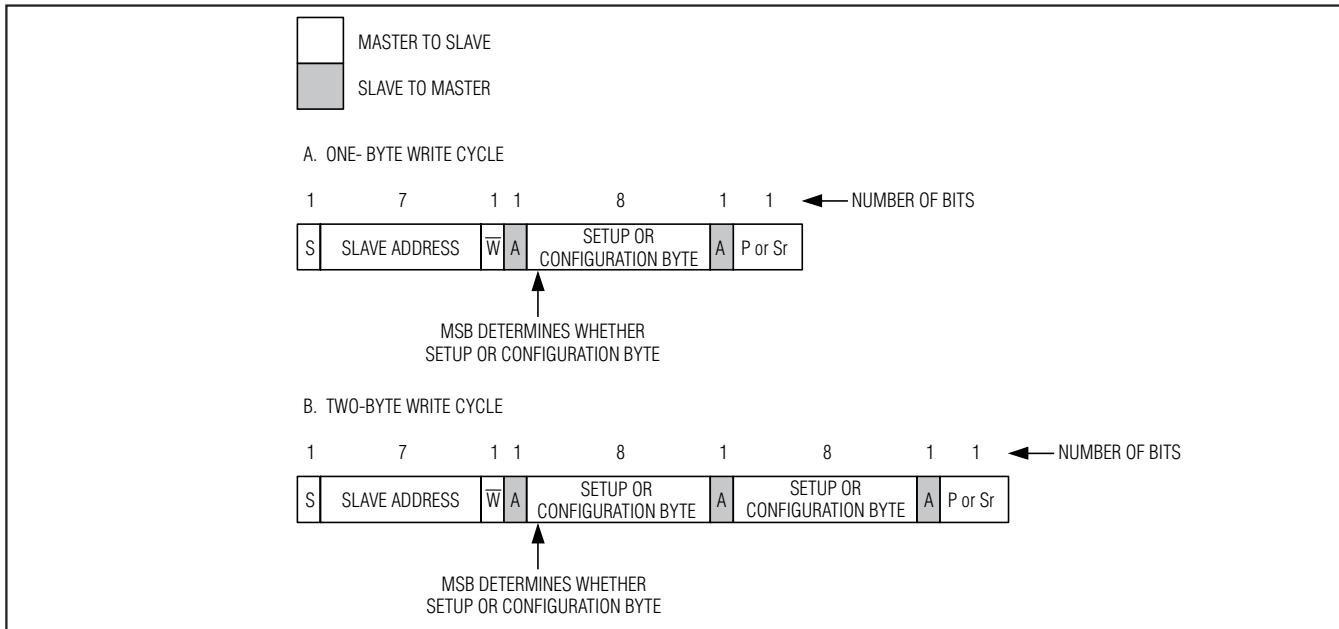 MASTER TO SLAVE
SLAVE TO MASTER
A. ONE- BYTE WRITE CYCLE
1 7 1 1 8 1 1 NUMBER OF BITS
S SLAVE ADDRESS W̅ A SETUP OR CONFIGURATION BYTE A P or Sr
MSB DETERMINES WHETHER
SETUP OR CONFIGURATION BYTE
B. TWO-BYTE WRITE CYCLE
1 7 1 1 8 1 8 1 1 NUMBER OF BITS
S SLAVE ADDRESS W̅ A SETUP OR CONFIGURATION BYTE A SETUP OR CONFIGURATION BYTE A P or Sr
MSB DETERMINES WHETHER
SETUP OR CONFIGURATION BYTE